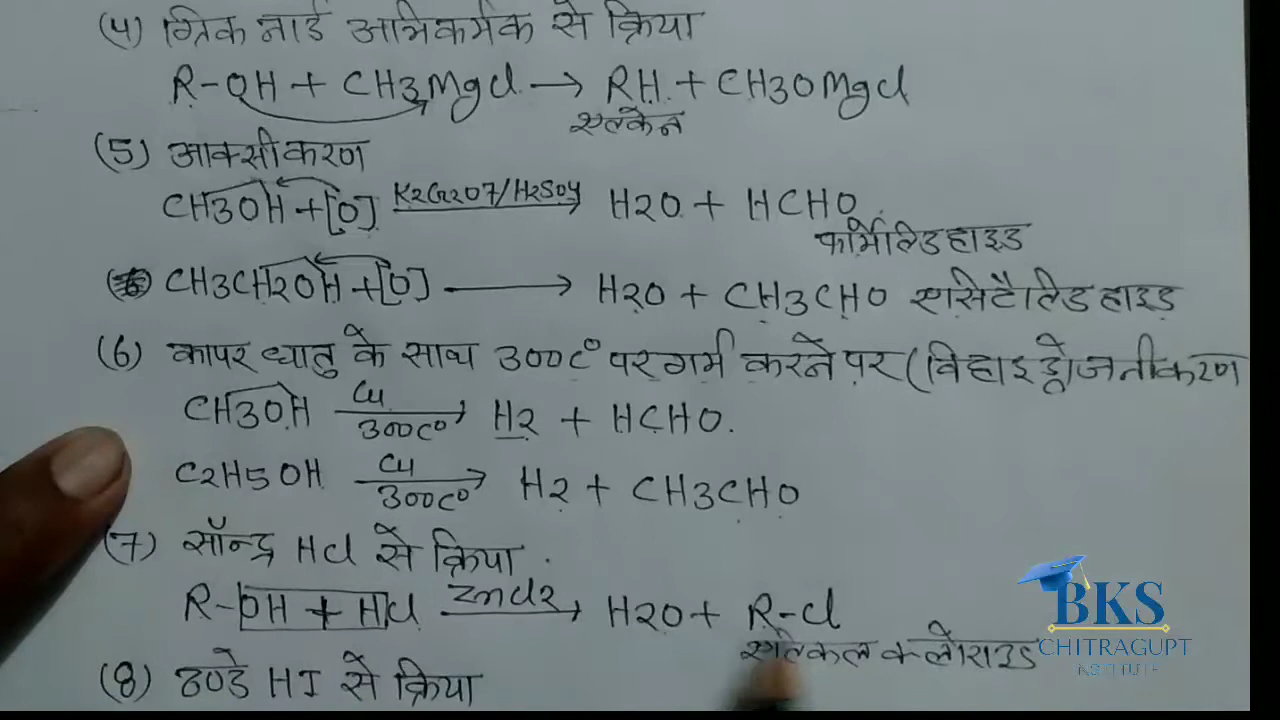 (4) ग्रिकनार्ड अभिकर्मक से क्रिया
R-OH + CH3MgCl → RH + CH3OMgCl
एल्केन
(5) आक्सीकरण
CH3OH + [O] K2Cr2O7/H2SO4 → H2O + HCHO
फार्मेल्डिहाइड
CH3CH2OH + [O] → H2O + CH3CHO एसिटैल्डिहाइड
(6) कापर धातु के साथ 300C° पर गर्म करने पर (विहाइड्रोजनीकरण
CH3OH Cu 300C° → H2 + HCHO.
C2H5OH Cu 300C° → H2 + CH3CHO
(7) सॉन्द्र HCl से क्रिया
R-OH + HCl ZnCl2 → H2O + R-Cl
एल्किल क्लोराइड
(8) ठण्डे HI से क्रिया
BKS
CHITRAGUPT
INSTITUTE